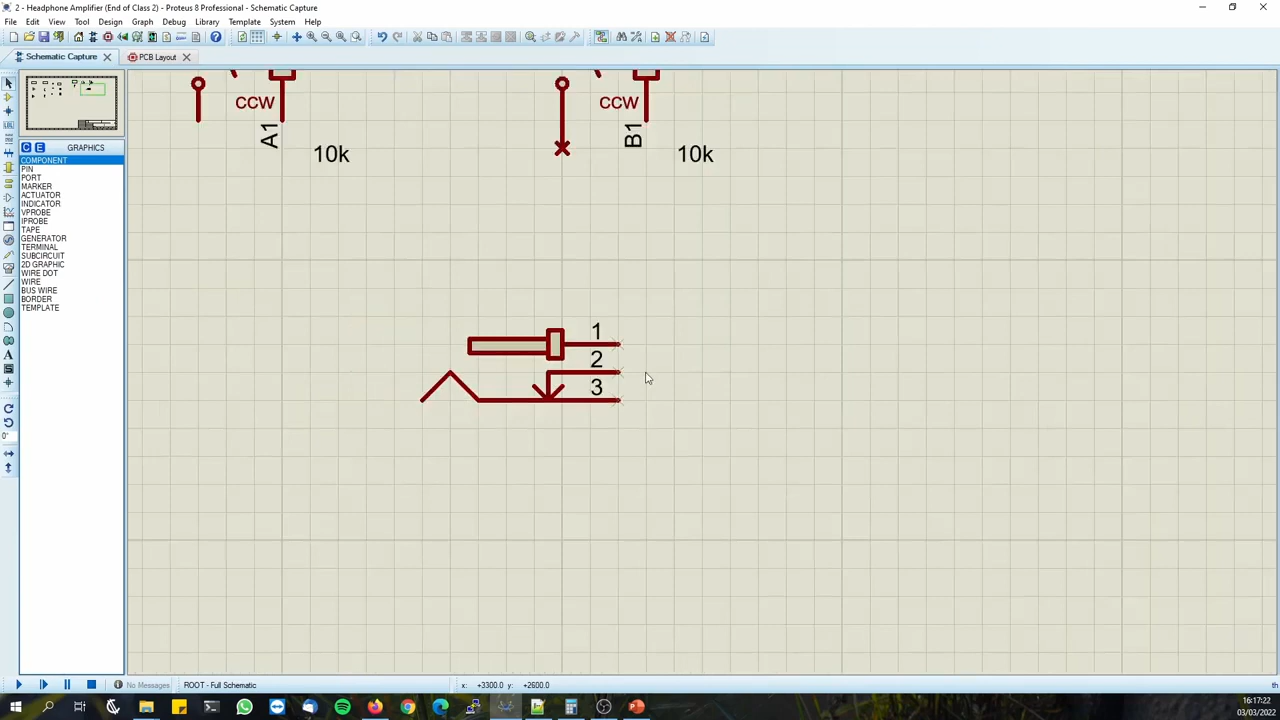 2 - Headphone Amplifier (End of Class 2) - Proteus 8 Professional - Schematic Capture
File Edit View Tool Design Graph Debug Library Template System Help
Schematic Capture
PCB Layout
C E GRAPHICS
COMPONENT
PIN
PORT
MARKER
ACTUATOR
INDICATOR
VPROBE
IPROBE
TAPE
GENERATOR
TERMINAL
SUBCIRCUIT
2D GRAPHIC
WIRE DOT
WIRE
BUS WIRE
BORDER
TEMPLATE
LBL
A
0°
CCW
A1
10k
CCW
B1
10k
1
2
3
No Messages
ROOT - Full Schematic
x: +3300.0 y: +2600.0
th
16:17:22
03/03/2022